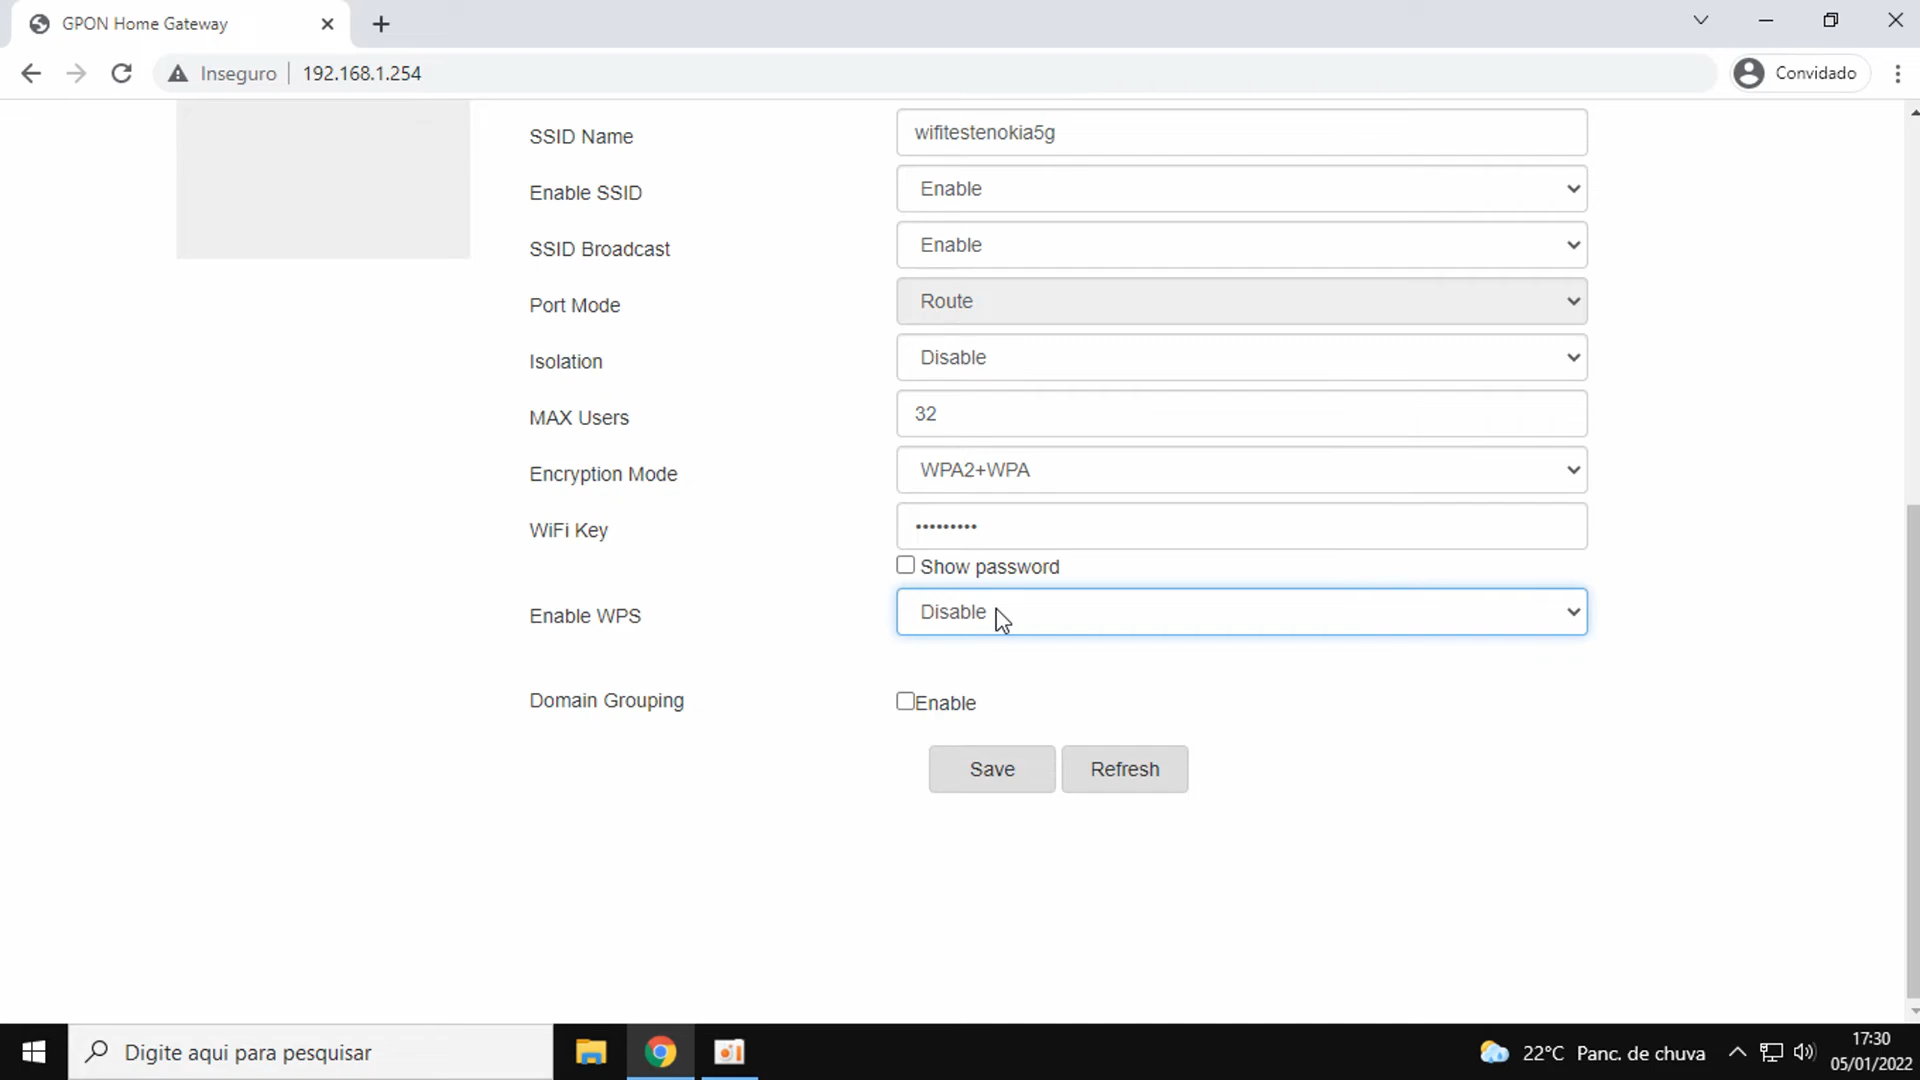 GPON Home Gateway
Inseguro
192.168.1.254
Convidado
SSID Name
wifitestenokia5g
Enable SSID
Enable
SSID Broadcast
Enable
Port Mode
Route
Isolation
Disable
MAX Users
32
Encryption Mode
WPA2+WPA
WiFi Key
•••••••••
Show password
Enable WPS
Disable
Domain Grouping
Enable
Save
Refresh
Digite aqui para pesquisar
22°C Panc. de chuva
17:30
05/01/2022